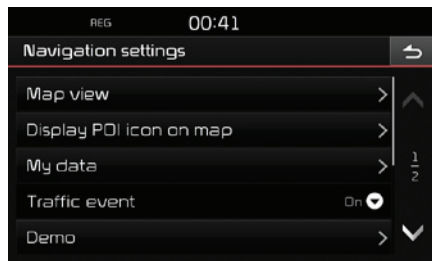 REG 00:41
Navigation settings
Map view
Display POI icon on map
My data
Traffic event On
Demo
1
2